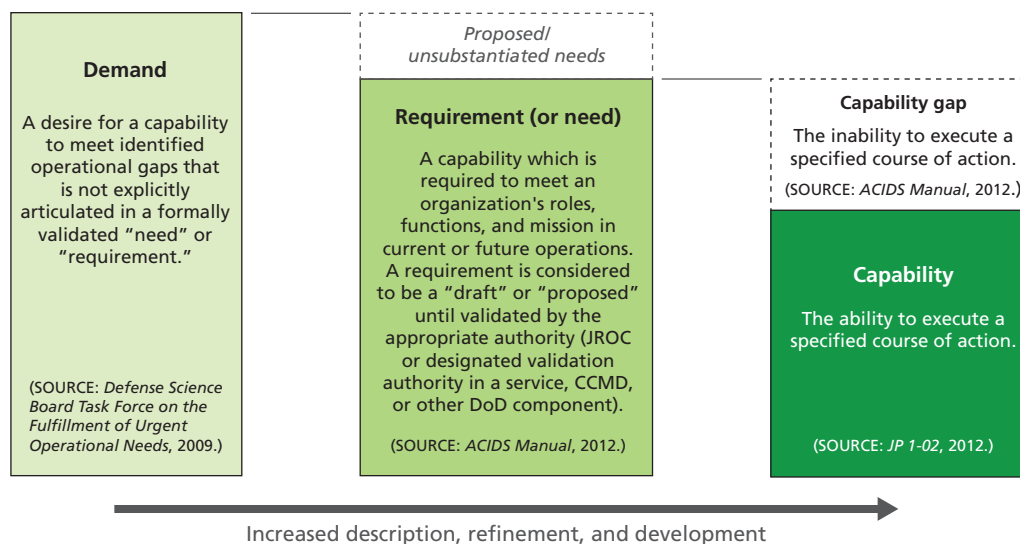 Demand
A desire for a capability
to meet identified
operational gaps that
is not explicitly
articulated in a formally
validated “need” or
“requirement.”
(SOURCE: Defense Science
Board Task Force on the
Fulfillment of Urgent
Operational Needs, 2009.)
Proposed/
unsubstantiated needs
Requirement (or need)
A capability which is
required to meet an
organization's roles,
functions, and mission in
current or future operations.
A requirement is considered
to be a “draft” or “proposed”
until validated by the
appropriate authority (JROC
or designated validation
authority in a service, CCMD,
or other DoD component).
(SOURCE: ACIDS Manual, 2012.)
Capability gap
The inability to execute a
specified course of action.
(SOURCE: ACIDS Manual, 2012.)
Capability
The ability to execute a
specified course of action.
(SOURCE: JP 1-02, 2012.)
Increased description, refinement, and development